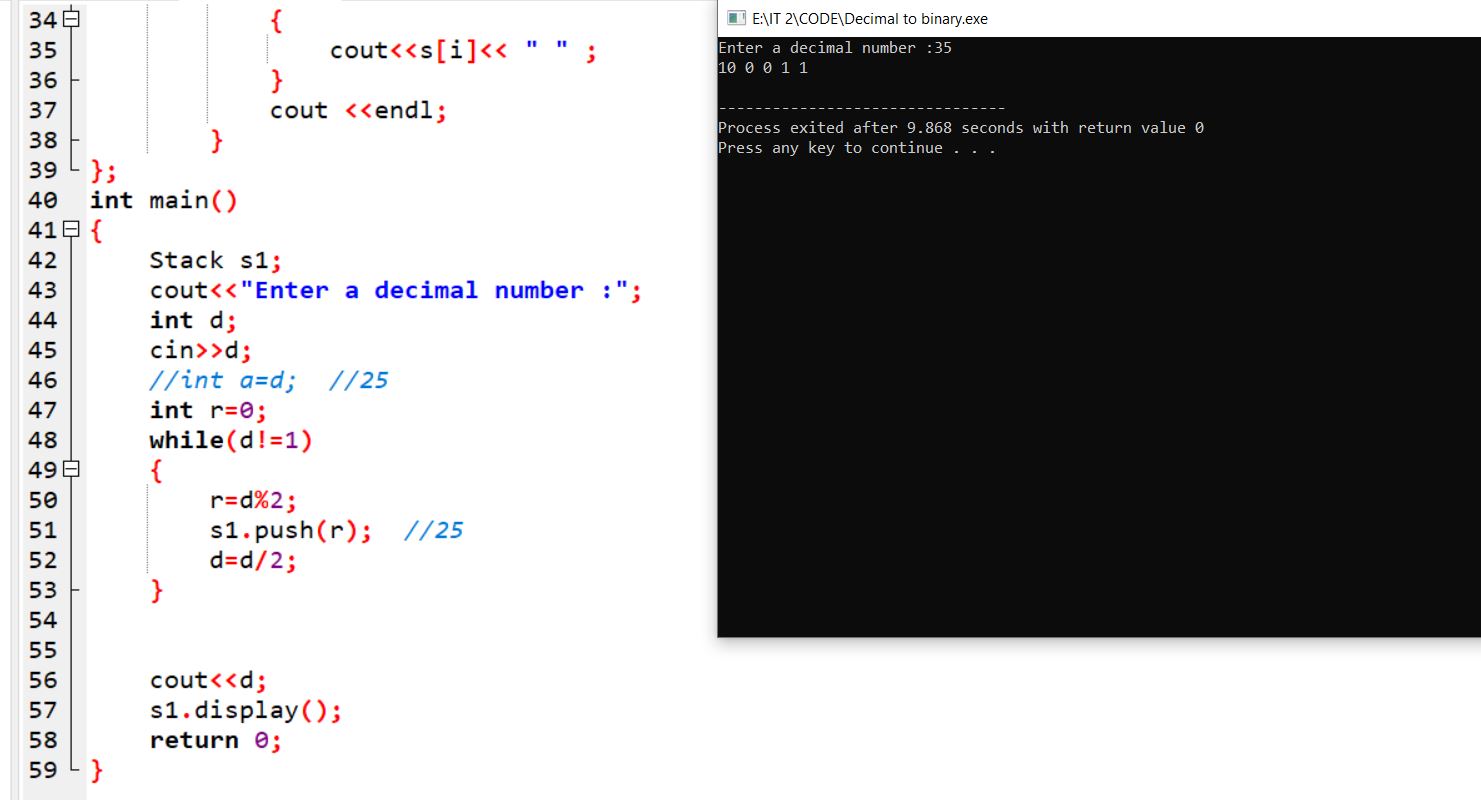 34 {
35 cout<<s[i]<< " " ;
36 }
37 cout <<endl;
38 }
39 };
40 int main()
41 {
42 Stack s1;
43 cout<<"Enter a decimal number :";
44 int d;
45 cin>>d;
46 //int a=d; //25
47 int r=0;
48 while(d!=1)
49 {
50 r=d%2;
51 s1.push(r); //25
52 d=d/2;
53 }
54
55
56 cout<<d;
57 s1.display();
58 return 0;
59 }
E:\IT 2\CODE\Decimal to binary.exe
Enter a decimal number :35
10 0 0 1 1
--------------------------------
Process exited after 9.868 seconds with return value 0
Press any key to continue . . .